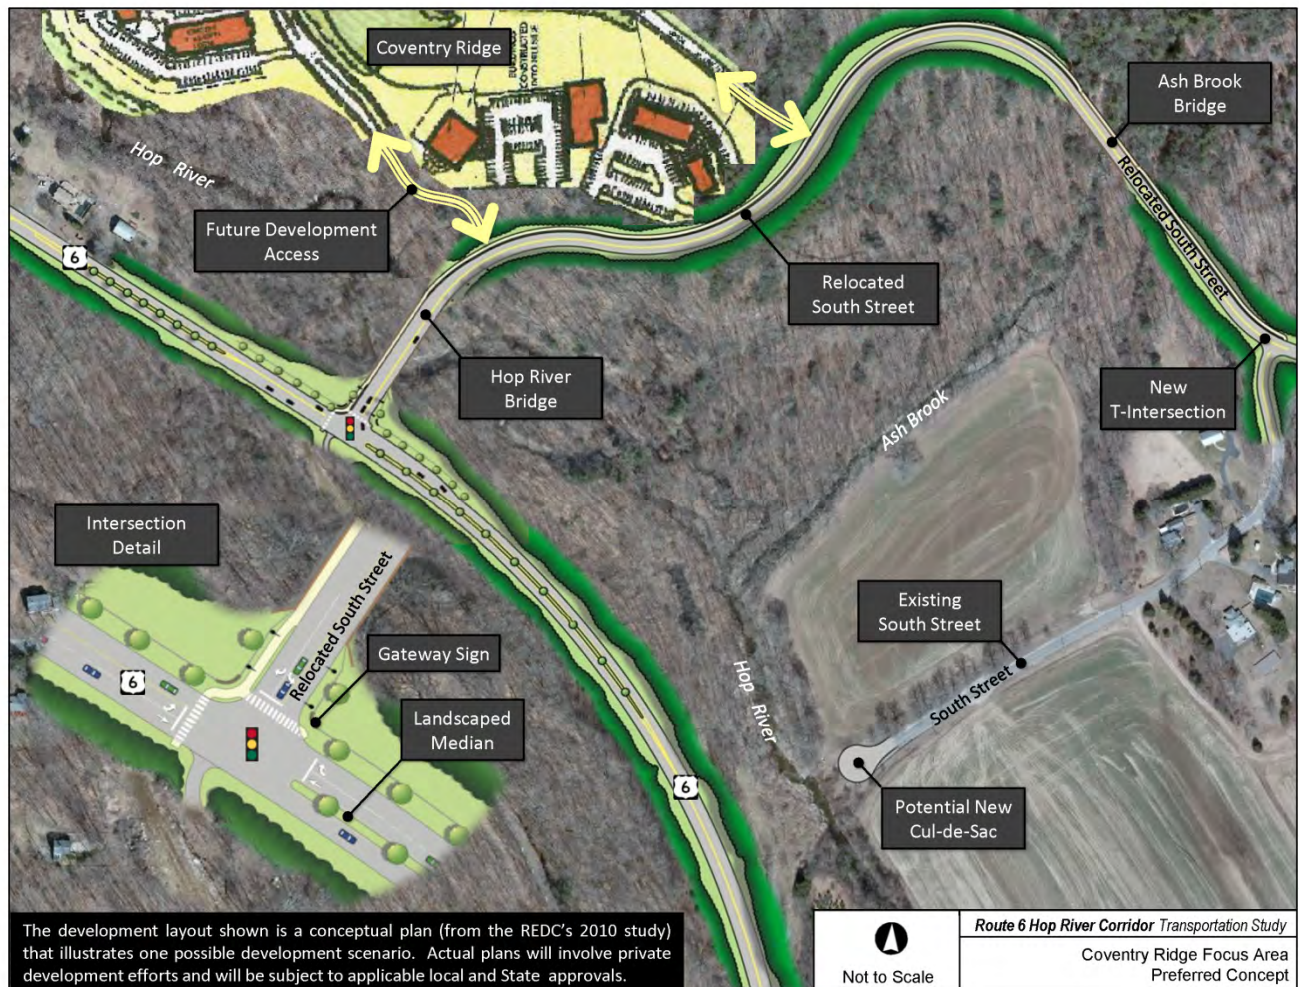 Coventry Ridge
BUILDINGS
CONSTRUCTED
INTO HILLSIDE
Ash Brook
Bridge
Hop River
Relocated South Street
Future Development
Access
6
Relocated
South Street
Hop River
Bridge
New
T-Intersection
Ash Brook
Intersection
Detail
Relocated South Street
Existing
South Street
Gateway Sign
6
Hop River
South Street
Landscaped
Median
6
Potential New
Cul-de-Sac
The development layout shown is a conceptual plan (from the REDC's 2010 study)
that illustrates one possible development scenario. Actual plans will involve private
development efforts and will be subject to applicable local and State approvals.
Not to Scale
Route 6 Hop River Corridor Transportation Study
Coventry Ridge Focus Area
Preferred Concept